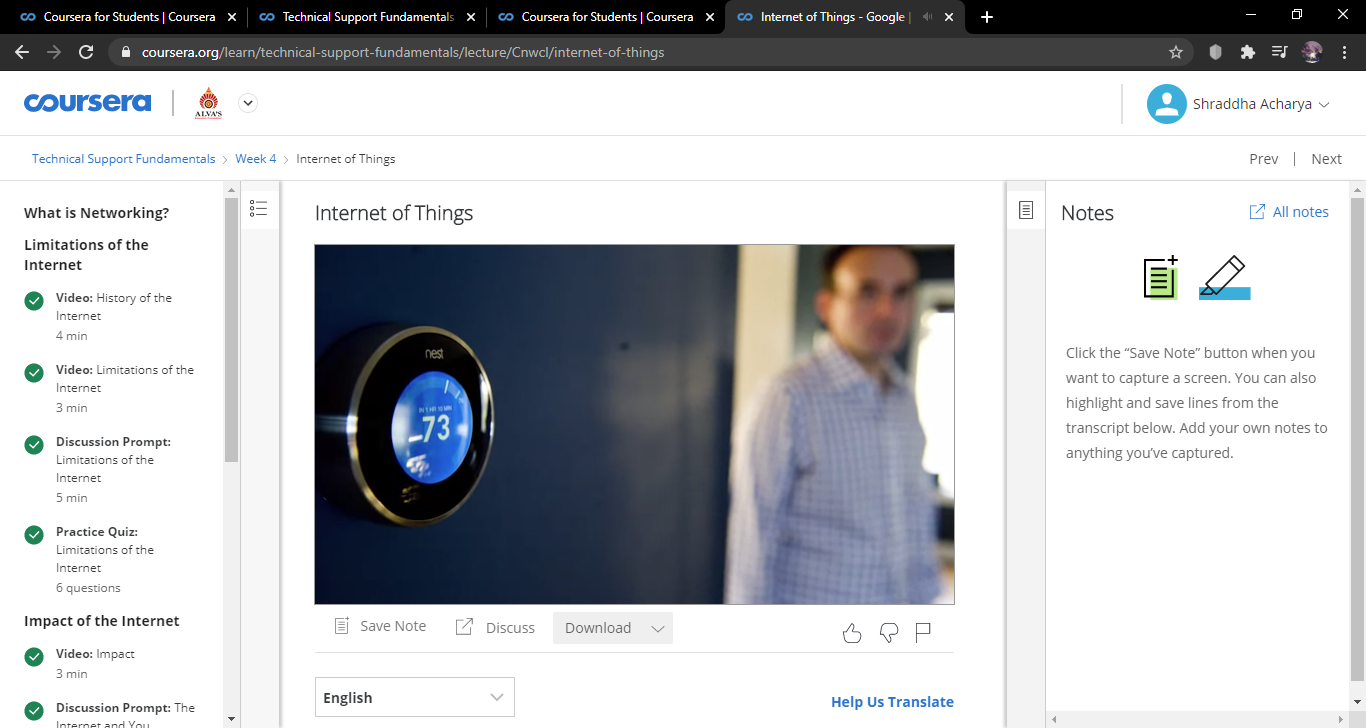 Coursera for Students | Coursera
Technical Support Fundamentals
Coursera for Students | Coursera
Internet of Things - Google |
coursera.org/learn/technical-support-fundamentals/lecture/Cnwcl/internet-of-things
coursera
ALVA'S
Shraddha Acharya
Technical Support Fundamentals > Week 4 > Internet of Things
Prev | Next
What is Networking?
Limitations of the
Internet
Video: History of the
Internet
4 min
Video: Limitations of the
Internet
3 min
Discussion Prompt:
Limitations of the
Internet
5 min
Practice Quiz:
Limitations of the
Internet
6 questions
Impact of the Internet
Video: Impact
3 min
Discussion Prompt: The
Internet and You
Internet of Things
nest
IN 1 HR 10 MIN
73
Save Note
Discuss
Download
English
Help Us Translate
Notes
All notes
Click the “Save Note” button when you
want to capture a screen. You can also
highlight and save lines from the
transcript below. Add your own notes to
anything you’ve captured.